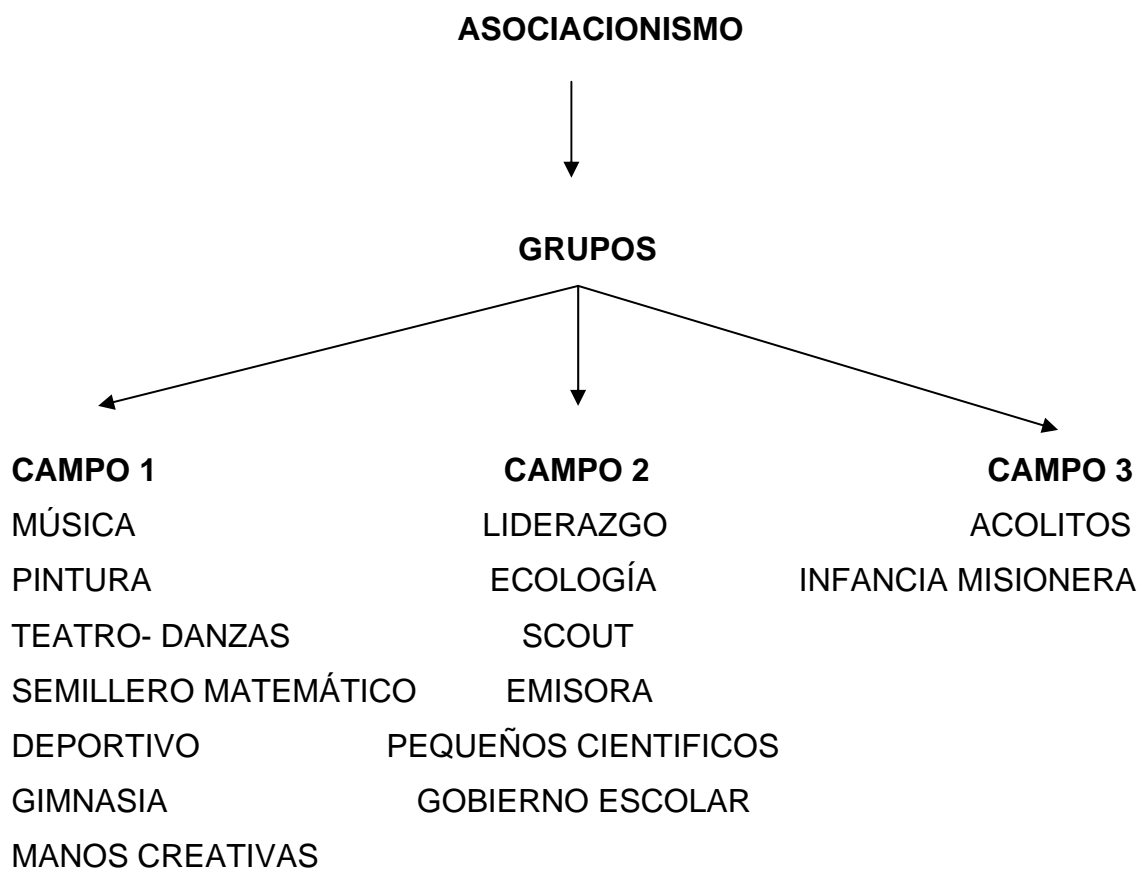 ASOCIACIONISMO
GRUPOS
CAMPO 1 CAMPO 2 CAMPO 3
MÚSICA LIDERAZGO ACOLITOS
PINTURA ECOLOGÍA INFANCIA MISIONERA
TEATRO- DANZAS SCOUT
SEMILLERO MATEMÁTICO EMISORA
DEPORTIVO PEQUEÑOS CIENTIFICOS
GIMNASIA GOBIERNO ESCOLAR
MANOS CREATIVAS